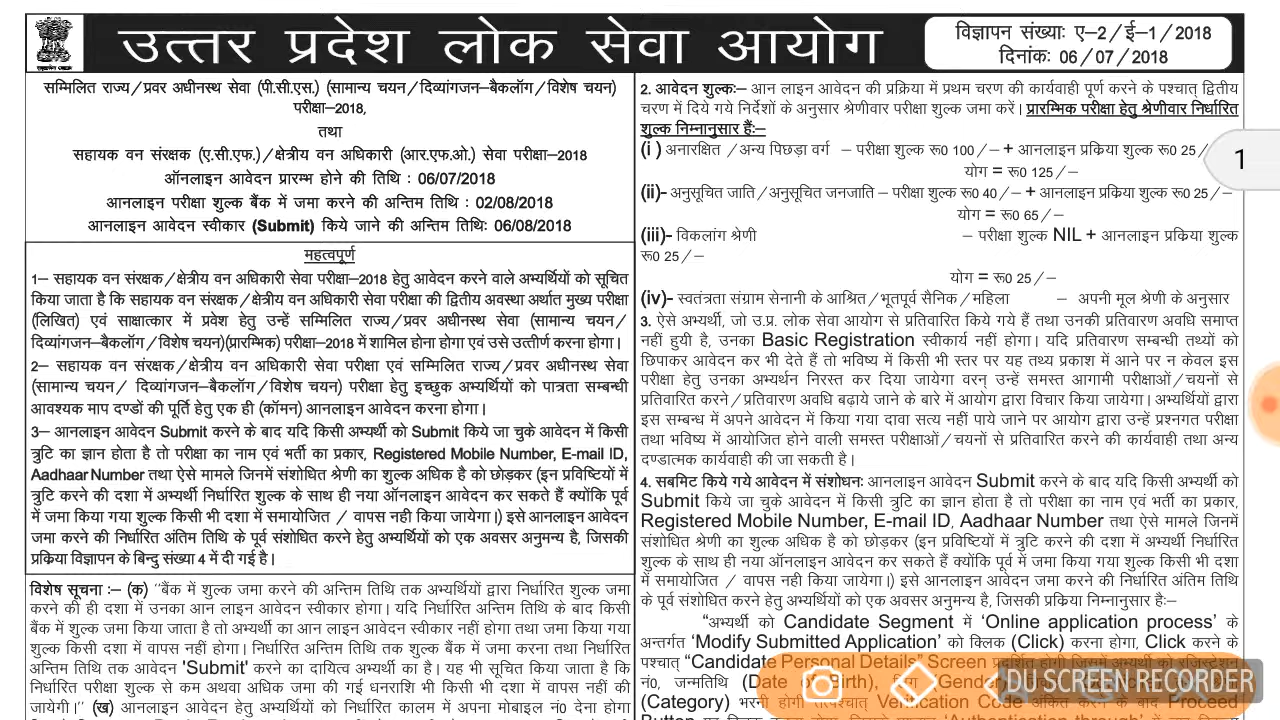 उत्तर प्रदेश लोक सेवा आयोग
विज्ञापन संख्याः ए–2/ई–1/2018
दिनांकः 06/07/2018
सम्मिलित राज्य/प्रवर अधीनस्थ सेवा (पी.सी.एस.) (सामान्य चयन/दिव्यांगजन–बैकलॉग/विशेष चयन)
परीक्षा–2018,
तथा
सहायक वन संरक्षक (ए.सी.एफ.)/क्षेत्रीय वन अधिकारी (आर.एफ.ओ.) सेवा परीक्षा–2018
ऑनलाइन आवेदन प्रारम्भ होने की तिथि : 06/07/2018
आनलाइन परीक्षा शुल्क बैंक में जमा करने की अन्तिम तिथि : 02/08/2018
आनलाइन आवेदन स्वीकार (Submit) किये जाने की अन्तिम तिथिः 06/08/2018
महत्वपूर्ण
1– सहायक वन संरक्षक/क्षेत्रीय वन अधिकारी सेवा परीक्षा–2018 हेतु आवेदन करने वाले अभ्यर्थियों को सूचित
किया जाता है कि सहायक वन संरक्षक/क्षेत्रीय वन अधिकारी सेवा परीक्षा की द्वितीय अवस्था अर्थात मुख्य परीक्षा
(लिखित) एवं साक्षात्कार में प्रवेश हेतु उन्हें सम्मिलित राज्य/प्रवर अधीनस्थ सेवा (सामान्य चयन/
दिव्यांगजन–बैकलॉग/विशेष चयन)(प्रारम्भिक) परीक्षा–2018 में शामिल होना होगा एवं उसे उत्तीर्ण करना होगा।
2– सहायक वन संरक्षक/क्षेत्रीय वन अधिकारी सेवा परीक्षा एवं सम्मिलित राज्य/प्रवर अधीनस्थ सेवा
(सामान्य चयन/ दिव्यांगजन–बैकलॉग/विशेष चयन) परीक्षा हेतु इच्छुक अभ्यर्थियों को पात्रता सम्बन्धी
आवश्यक माप दण्डों की पूर्ति हेतु एक ही (कॉमन) आनलाइन आवेदन करना होगा।
3– आनलाइन आवेदन Submit करने के बाद यदि किसी अभ्यर्थी को Submit किये जा चुके आवेदन में किसी
त्रुटि का ज्ञान होता है तो परीक्षा का नाम एवं भर्ती का प्रकार, Registered Mobile Number, E-mail ID,
Aadhaar Number तथा ऐसे मामले जिनमें संशोधित श्रेणी का शुल्क अधिक है को छोड़कर (इन प्रविष्टियों में
त्रुटि करने की दशा में अभ्यर्थी निर्धारित शुल्क के साथ ही नया ऑनलाइन आवेदन कर सकते हैं क्योंकि पूर्व
में जमा किया गया शुल्क किसी भी दशा में समायोजित / वापस नही किया जायेगा।) इसे आनलाइन आवेदन
जमा करने की निर्धारित अंतिम तिथि के पूर्व संशोधित करने हेतु अभ्यर्थियों को एक अवसर अनुमन्य है, जिसकी
प्रक्रिया विज्ञापन के बिन्दु संख्या 4 में दी गई है।
विशेष सूचना :– (क) ''बैंक में शुल्क जमा करने की अन्तिम तिथि तक अभ्यर्थियों द्वारा निर्धारित शुल्क जमा
करने की ही दशा में उनका आन लाइन आवेदन स्वीकार होगा। यदि निर्धारित अन्तिम तिथि के बाद किसी
बैंक में शुल्क जमा किया जाता है तो अभ्यर्थी का आन लाइन आवेदन स्वीकार नहीं होगा तथा जमा किया गया
शुल्क किसी दशा में वापस नहीं होगा। निर्धारित अन्तिम तिथि तक शुल्क बैंक में जमा करना तथा निर्धारित
अन्तिम तिथि तक आवेदन 'Submit' करने का दायित्व अभ्यर्थी का है। यह भी सूचित किया जाता है कि
निर्धारित परीक्षा शुल्क से कम अथवा अधिक जमा की गई धनराशि भी किसी भी दशा में वापस नहीं की
जायेगी।'' (ख) आनलाइन आवेदन हेतु अभ्यर्थियों को निर्धारित कालम में अपना मोबाइल नं0 देना होगा
2. आवेदन शुल्कः– आन लाइन आवेदन की प्रक्रिया में प्रथम चरण की कार्यवाही पूर्ण करने के पश्चात् द्वितीय
चरण में दिये गये निर्देशों के अनुसार श्रेणीवार परीक्षा शुल्क जमा करें। प्रारम्भिक परीक्षा हेतु श्रेणीवार निर्धारित
शुल्क निम्नानुसार हैंः–
(i ) अनारक्षित /अन्य पिछड़ा वर्ग – परीक्षा शुल्क रू0 100/– + आनलाइन प्रक्रिया शुल्क रू0 25/
योग = रू0 125/–
(ii)- अनुसूचित जाति/अनुसूचित जनजाति – परीक्षा शुल्क रू0 40/– + आनलाइन प्रक्रिया शुल्क रू0 25/–
योग = रू0 65/–
(iii)- विकलांग श्रेणी – परीक्षा शुल्क NIL + आनलाइन प्रक्रिया शुल्क
रू0 25/–
योग = रू0 25/–
(iv)- स्वतंत्रता संग्राम सेनानी के आश्रित/भूतपूर्व सैनिक/महिला – अपनी मूल श्रेणी के अनुसार
3. ऐसे अभ्यर्थी, जो उ.प्र. लोक सेवा आयोग से प्रतिवारित किये गये हैं तथा उनकी प्रतिवारण अवधि समाप्त
नहीं हुयी है, उनका Basic Registration स्वीकार्य नहीं होगा। यदि प्रतिवारण सम्बन्धी तथ्यों को
छिपाकर आवेदन कर भी देते हैं तो भविष्य में किसी भी स्तर पर यह तथ्य प्रकाश में आने पर न केवल इस
परीक्षा हेतु उनका अभ्यर्थन निरस्त कर दिया जायेगा वरन् उन्हें समस्त आगामी परीक्षाओं/चयनों से
प्रतिवारित करने/प्रतिवारण अवधि बढ़ाये जाने के बारे में आयोग द्वारा विचार किया जायेगा। अभ्यर्थियों द्वारा
इस सम्बन्ध में अपने आवेदन में किया गया दावा सत्य नहीं पाये जाने पर आयोग द्वारा उन्हें प्रश्नगत परीक्षा
तथा भविष्य में आयोजित होने वाली समस्त परीक्षाओं/चयनों से प्रतिवारित करने की कार्यवाही तथा अन्य
दण्डात्मक कार्यवाही की जा सकती है।
4. सबमिट किये गये आवेदन में संशोधनः आनलाइन आवेदन Submit करने के बाद यदि किसी अभ्यर्थी को
Submit किये जा चुके आवेदन में किसी त्रुटि का ज्ञान होता है तो परीक्षा का नाम एवं भर्ती का प्रकार,
Registered Mobile Number, E-mail ID, Aadhaar Number तथा ऐसे मामले जिनमें
संशोधित श्रेणी का शुल्क अधिक है को छोड़कर (इन प्रविष्टियों में त्रुटि करने की दशा में अभ्यर्थी निर्धारित
शुल्क के साथ ही नया ऑनलाइन आवेदन कर सकते हैं क्योंकि पूर्व में जमा किया गया शुल्क किसी भी दशा
में समायोजित / वापस नही किया जायेगा।) इसे आनलाइन आवेदन जमा करने की निर्धारित अंतिम तिथि
के पूर्व संशोधित करने हेतु अभ्यर्थियों को एक अवसर अनुमन्य है, जिसकी प्रक्रिया निम्नानुसार हैः–
“अभ्यर्थी को Candidate Segment में ‘Online application process’ के
अन्तर्गत ‘Modify Submitted Application’ को क्लिक (Click) करना होगा, Click करने के
पश्चात् “Candidate Personal Details” Screen प्रदर्शित होगी जिसमें अभ्यर्थी को रजिस्ट्रेशन
नं0, जन्मतिथि (Date of Birth), (Gender)
(Category) भरनी होगी तत्पश्चात् Verification Code अंकित करने के बाद Proceed
1
DU SCREEN RECORDER